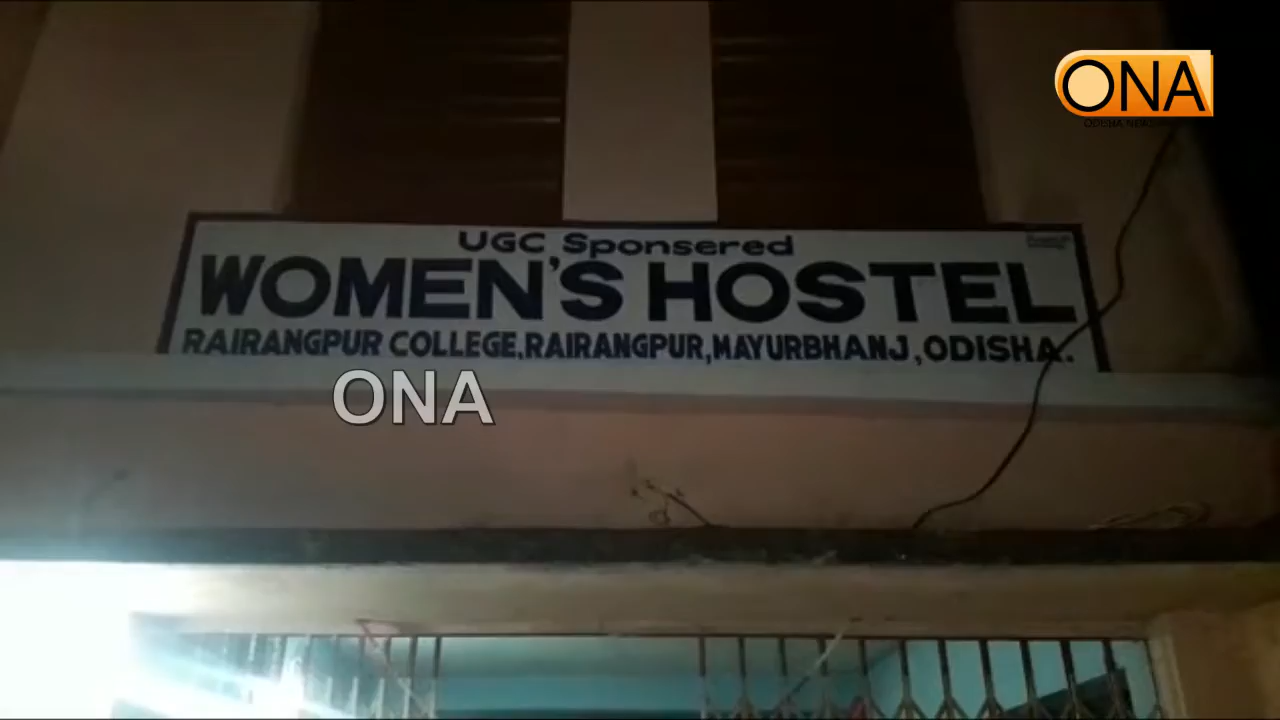 ONA
UGC Sponsered
WOMEN'S HOSTEL
RAIRANGPUR COLLEGE, RAIRANGPUR, MAYURBHANJ, ODISHA.
ONA